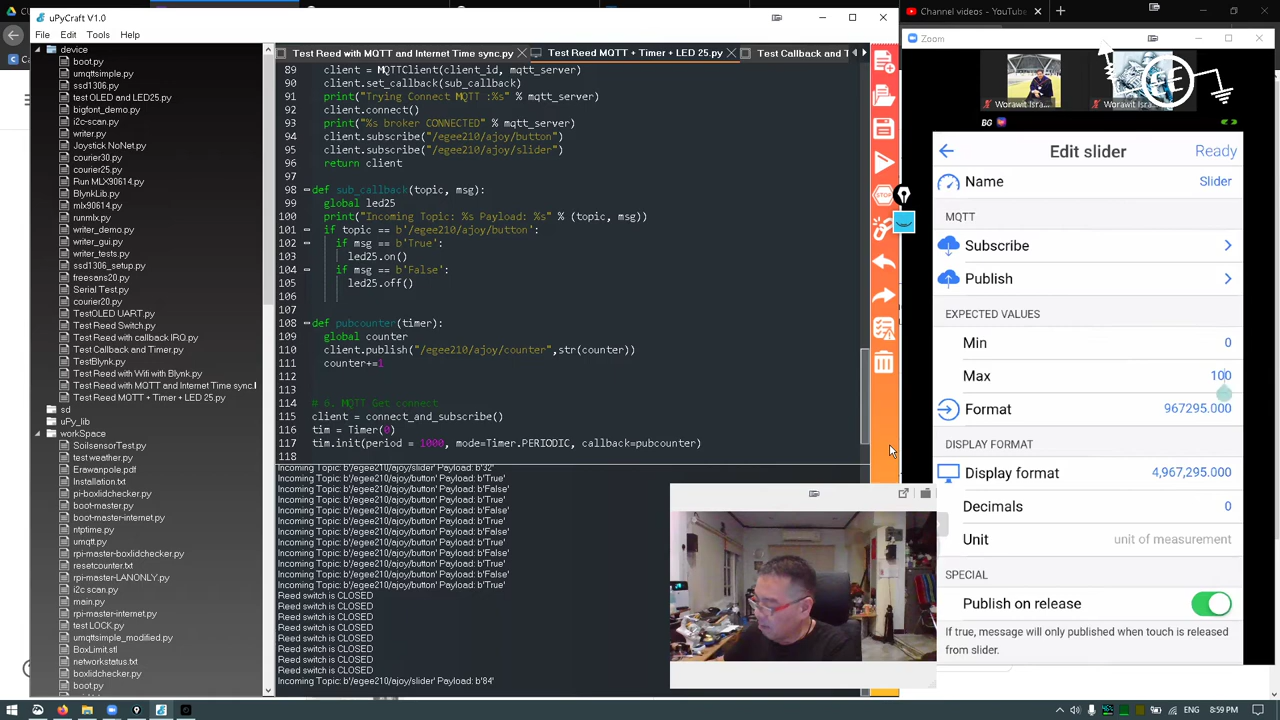 uPyCraft V1.0
File Edit Tools Help
device
boot.py
umqttsimple.py
ssd1306.py
test OLED and LED25.py
bigfont_demo.py
i2c-scan.py
writer.py
Joystick NoNet.py
courier30.py
courier25.py
Run MLX90614.py
BlynkLib.py
mlx90614.py
runmlx.py
writer_demo.py
writer_gui.py
writer_tests.py
ssd1306_setup.py
freesans20.py
Serial Test.py
courier20.py
TestOLED UART.py
Test Reed Switch.py
Test Reed with callback IRQ.py
Test Callback and Timer.py
TestBlynk.py
Test Reed with Wifi with Blynk.py
Test Reed with MQTT and Internet Time sync.
Test Reed MQTT + Timer + LED 25.py
sd
uPy_lib
workSpace
SoilsensorTest.py
test weather.py
Erawanpole.pdf
Installation.txt
pi-boxlidchecker.py
boot-master.py
boot-master-internet.py
ntptime.py
umqtt.py
rpi-master-boxlidchecker.py
resetcounter.txt
rpi-master-LANONLY.py
i2c scan.py
main.py
rpi-master-internet.py
test LOCK.py
umqttsimple_modified.py
BoxLimit.stl
networkstatus.txt
boxlidchecker.py
boot.py
Test Reed with MQTT and Internet Time sync.py
Test Reed MQTT + Timer + LED 25.py
Test Callback and T
89 client = MQTTClient(client_id, mqtt_server)
90 client.set_callback(sub_callback)
91 print("Trying Connect MQTT :%s" % mqtt_server)
92 client.connect()
93 print("%s broker CONNECTED" % mqtt_server)
94 client.subscribe("/egee210/ajoy/button")
95 client.subscribe("/egee210/ajoy/slider")
96 return client
97
98 def sub_callback(topic, msg):
99 global led25
100 print("Incoming Topic: %s Payload: %s" % (topic, msg))
101 if topic == b'/egee210/ajoy/button':
102 if msg == b'True':
103 led25.on()
104 if msg == b'False':
105 led25.off()
106
107
108 def pubcounter(timer):
109 global counter
110 client.publish("/egee210/ajoy/counter",str(counter))
111 counter+=1
112
113
114 # 6. MQTT Get connect
115 client = connect_and_subscribe()
116 tim = Timer(0)
117 tim.init(period = 1000, mode=Timer.PERIODIC, callback=pubcounter)
118
Incoming Topic: b'/egee210/ajoy/slider' Payload: b'32'
Incoming Topic: b'/egee210/ajoy/button' Payload: b'True'
Incoming Topic: b'/egee210/ajoy/button' Payload: b'False'
Incoming Topic: b'/egee210/ajoy/button' Payload: b'True'
Incoming Topic: b'/egee210/ajoy/button' Payload: b'False'
Incoming Topic: b'/egee210/ajoy/button' Payload: b'True'
Incoming Topic: b'/egee210/ajoy/button' Payload: b'False'
Incoming Topic: b'/egee210/ajoy/button' Payload: b'True'
Incoming Topic: b'/egee210/ajoy/button' Payload: b'False'
Incoming Topic: b'/egee210/ajoy/button' Payload: b'True'
Incoming Topic: b'/egee210/ajoy/button' Payload: b'False'
Incoming Topic: b'/egee210/ajoy/button' Payload: b'True'
Reed switch is CLOSED
Reed switch is CLOSED
Reed switch is CLOSED
Reed switch is CLOSED
Reed switch is CLOSED
Reed switch is CLOSED
Reed switch is CLOSED
Reed switch is CLOSED
Incoming Topic: b'/egee210/ajoy/slider' Payload: b'84'
STOP
Channel videos - YouTube
Zoom
Worawit Isra...
Worawit Isra...
BG
Edit slider
Ready
Name Slider
MQTT
Subscribe
Publish
EXPECTED VALUES
Min 0
Max 100
Format 967295.000
DISPLAY FORMAT
Display format 4,967,295.000
Decimals 0
Unit unit of measurement
SPECIAL
Publish on release
If true, message will only published when touch is released
from slider.
ENG 8:59 PM